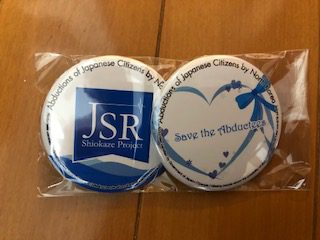 Abductions of Japanese Citizens by North Korea
JSR
Shiokaze Project
Abductions of Japanese Citizens by North Korea
Save the Abductees